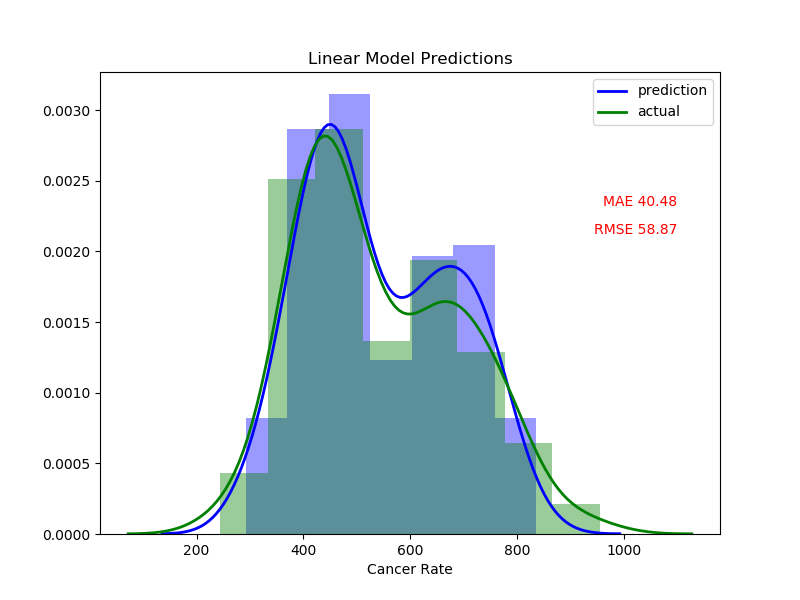 Linear Model Predictions
prediction
actual
MAE 40.48
RMSE 58.87
0.0030
0.0025
0.0020
0.0015
0.0010
0.0005
0.0000
200 400 600 800 1000
Cancer Rate